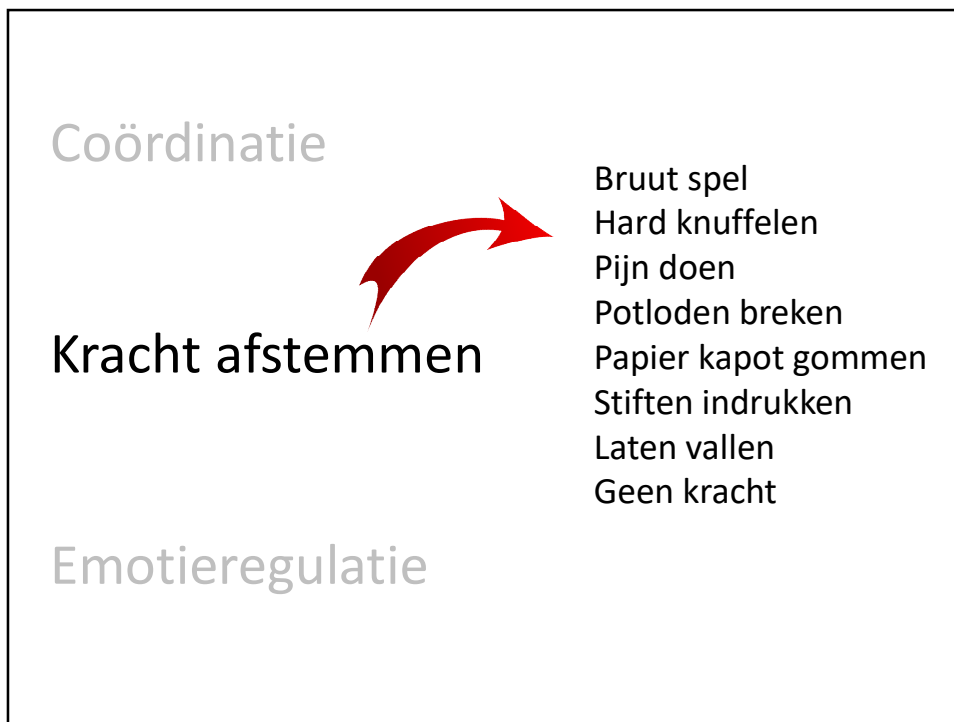 Coördinatie
Kracht afstemmen
Emotieregulatie
Bruut spel
Hard knuffelen
Pijn doen
Potloden breken
Papier kapot gommen
Stiften indrukken
Laten vallen
Geen kracht